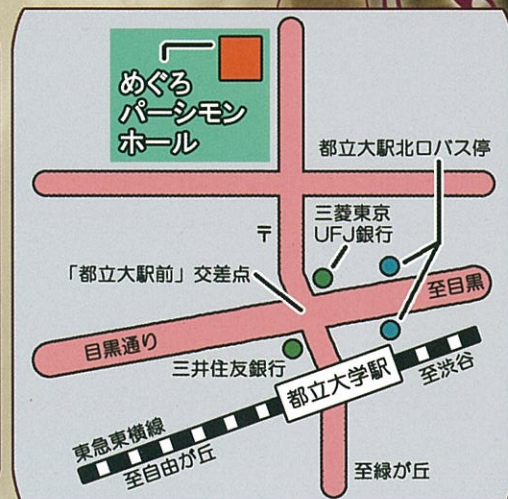 めぐろ
パーシモン
ホール
都立大駅北口バス停
〒
三菱東京
UFJ銀行
「都立大駅前」交差点
至目黒
目黒通り
三井住友銀行
都立大学駅
至渋谷
東急東横線
至自由が丘
至緑が丘